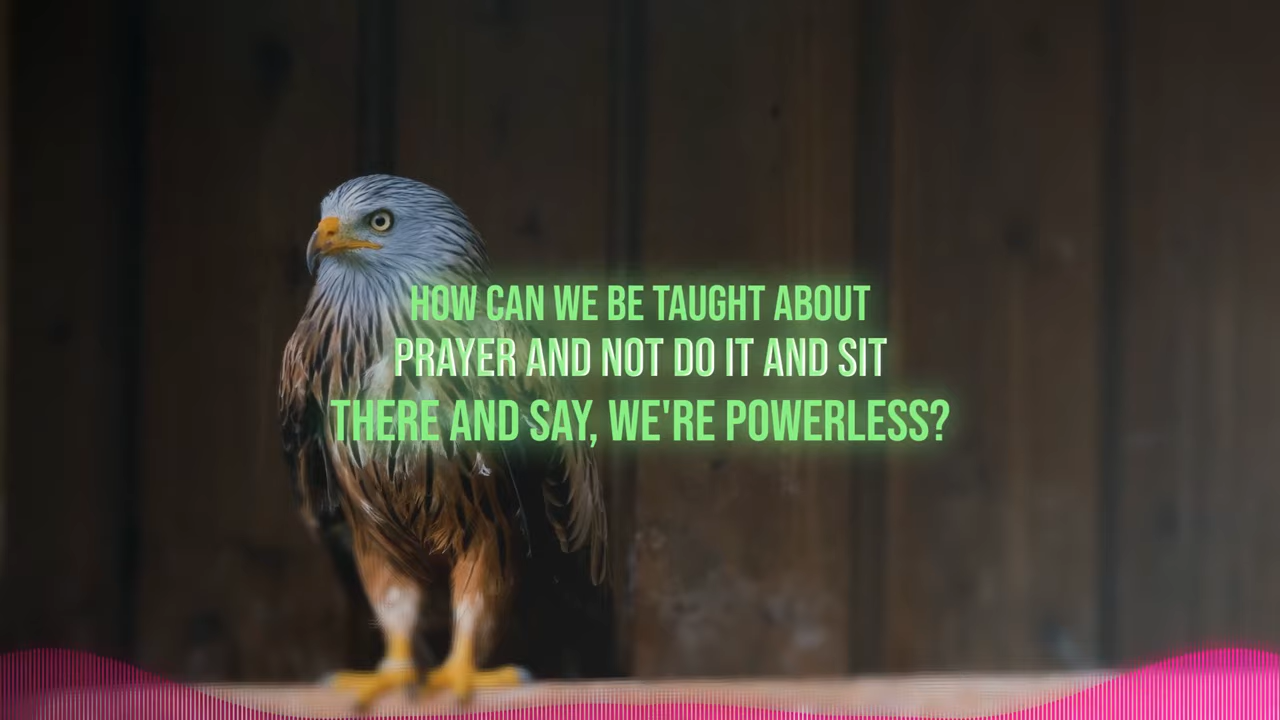 HOW CAN WE BE TAUGHT ABOUT
PRAYER AND NOT DO IT AND SIT
THERE AND SAY, WE'RE POWERLESS?